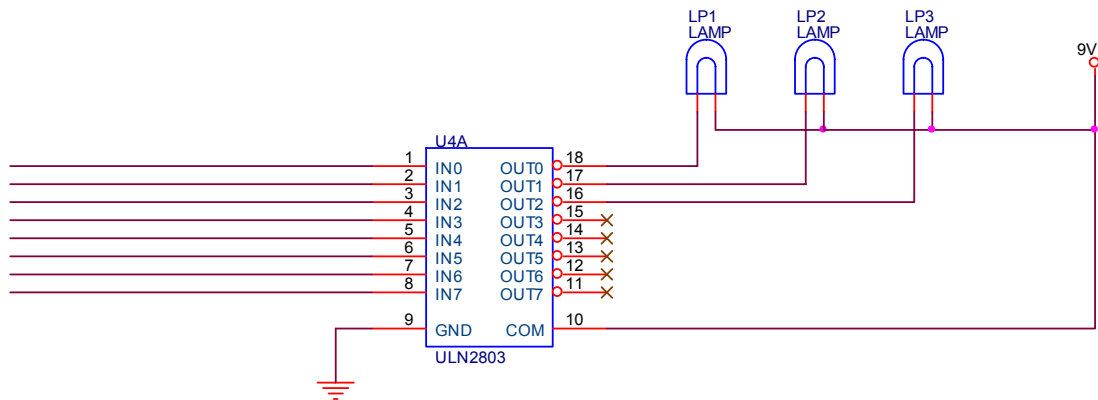 LP1
LAMP
LP2
LAMP
LP3
LAMP
9V
U4A
1 IN0 OUT0 18
2 IN1 OUT1 17
3 IN2 OUT2 16
4 IN3 OUT3 15
5 IN4 OUT4 14
6 IN5 OUT5 13
7 IN6 OUT6 12
8 IN7 OUT7 11
9 GND COM 10
ULN2803